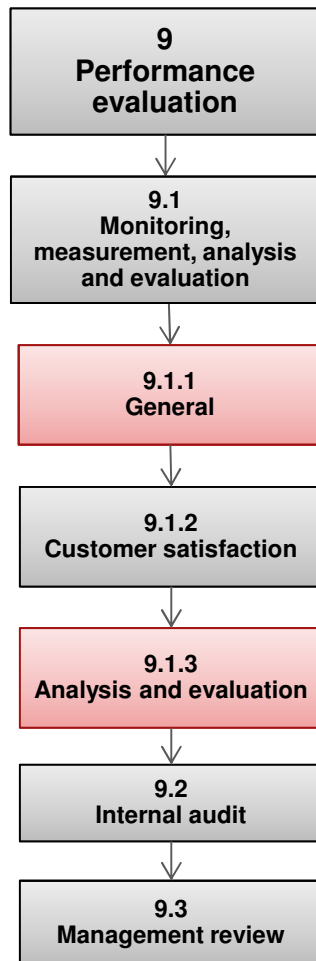 9
Performance
evaluation
9.1
Monitoring,
measurement, analysis
and evaluation
9.1.1
General
9.1.2
Customer satisfaction
9.1.3
Analysis and evaluation
9.2
Internal audit
9.3
Management review